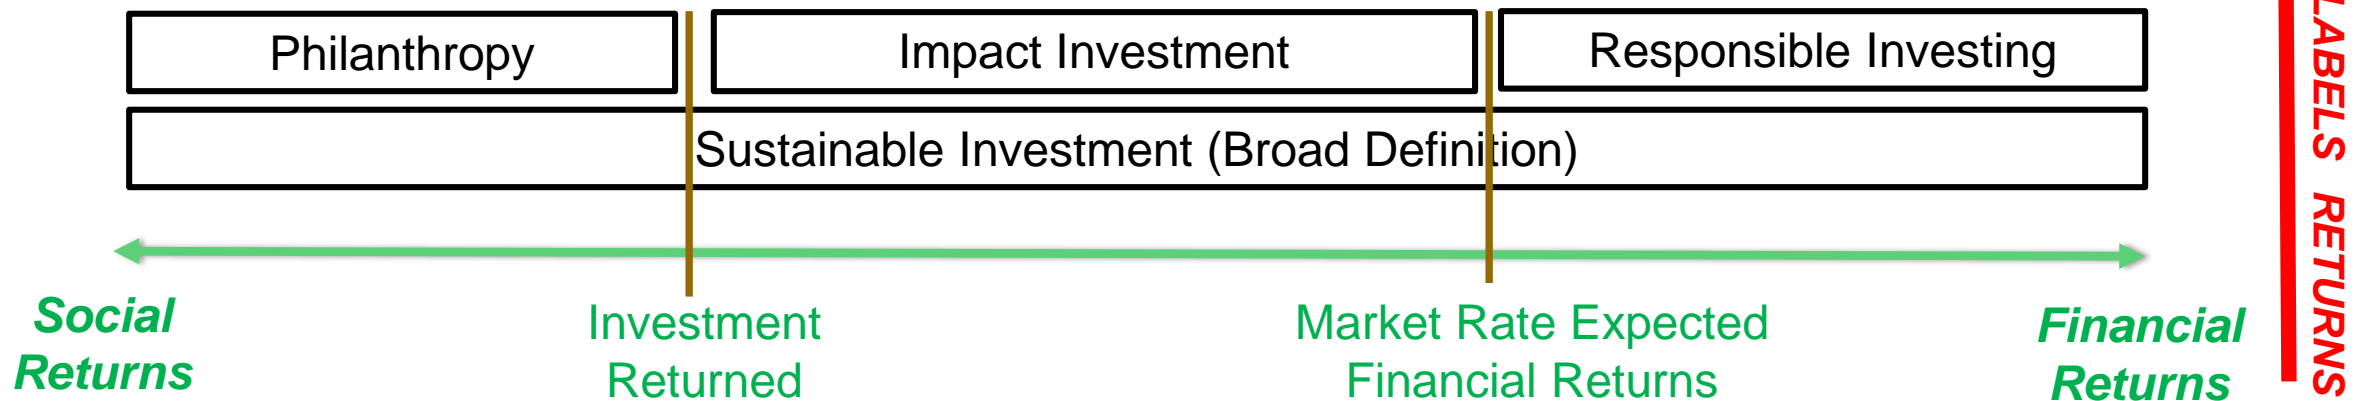 Philanthropy
Impact Investment
Responsible Investing
Sustainable Investment (Broad Definition)
Social
Returns
Investment
Returned
Market Rate Expected
Financial Returns
Financial
Returns
LABELS RETURNS